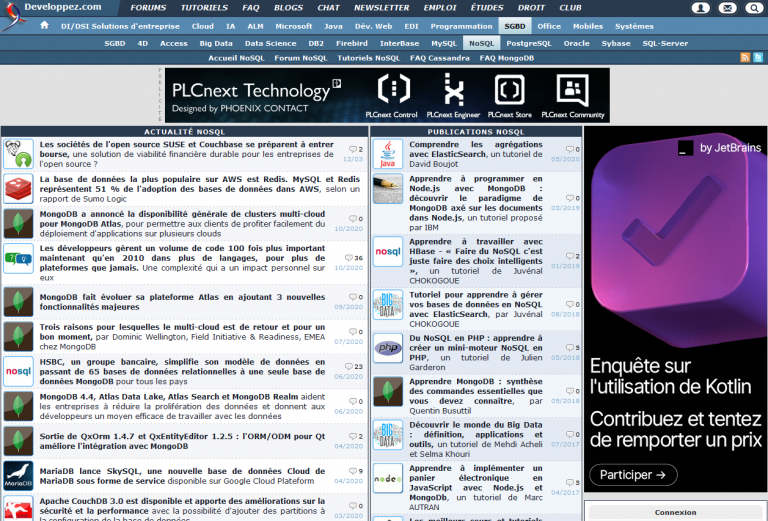 Developpez.com
FORUMS TUTORIELS FAQ BLOGS CHAT NEWSLETTER EMPLOI ÉTUDES DROIT CLUB
DI/DSI Solutions d'entreprise Cloud IA ALM Microsoft Java Dév. Web EDI Programmation SGBD Office Mobiles Systèmes
SGBD 4D Access Big Data Data Science DB2 Firebird InterBase MySQL NoSQL PostgreSQL Oracle Sybase SQL-Server
Accueil NoSQL Forum NoSQL Tutoriels NoSQL FAQ Cassandra FAQ MongoDB
PUBLICITÉ
PLCnext Technology
Designed by PHOENIX CONTACT
PLCnext Control PLCnext Engineer PLCnext Store PLCnext Community
ACTUALITÉ NOSQL
Les sociétés de l'open source SUSE et Couchbase se préparent à entrer
bourse, une solution de viabilité financière durable pour les entreprises de
l'open source ?
2
12/03
La base de données la plus populaire sur AWS est Redis. MySQL et Redis
représentent 51 % de l'adoption des bases de données dans AWS, selon un
rapport de Sumo Logic
MongoDB a annoncé la disponibilité générale de clusters multi-cloud
pour MongoDB Atlas, pour permettre aux clients de profiter facilement du
déploiement d'applications sur plusieurs clouds
0
10/2020
Les développeurs gèrent un volume de code 100 fois plus important
maintenant qu'en 2010 dans plus de langages, pour plus de
plateformes que jamais. Une complexité qui a un impact personnel sur
eux
36
10/2020
MongoDB fait évoluer sa plateforme Atlas en ajoutant 3 nouvelles
fonctionnalités majeures
0
09/2020
Trois raisons pour lesquelles le multi-cloud est de retour et pour un
bon moment, par Dominic Wellington, Field Initiative & Readiness, EMEA
chez MongoDB
0
07/2020
nosql
HSBC, un groupe bancaire, simplifie son modèle de données en
passant de 65 bases de données relationnelles à une seule base de
données MongoDB pour tous les pays
23
06/2020
MongoDB 4.4, Atlas Data Lake, Atlas Search et MongoDB Realm aident
les entreprises à réduire la prolifération des données et donnent aux
développeurs un moyen efficace de travailler avec les données
0
06/2020
Sortie de QxOrm 1.4.7 et QxEntityEditor 1.2.5 : l'ORM/ODM pour Qt
améliore l'intégration avec MongoDB
2
04/2020
MariaDB
MariaDB lance SkySQL, une nouvelle base de données Cloud de
MariaDB sous forme de service disponible sur Google Cloud Plateform
9
04/2020
Apache CouchDB 3.0 est disponible et apporte des améliorations sur la
sécurité et la performance avec la possibilité d'ajouter des partitions à
la configuration de la base de données
0
03/2020
PUBLICATIONS NOSQL
Java
Comprendre les agrégations
avec ElasticSearch, un tutoriel de
David Boujot
0
05/2020
Apprendre à programmer en
Node.js avec MongoDB :
découvrir le paradigme de
MongoDB axé sur les documents
dans Node.js, un tutoriel proposé
par IBM
0
03/2019
nosql
Apprendre à travailler avec
HBase - « Faire du NoSQL c'est
juste faire des choix intelligents
», un tutoriel de Juvénal
CHOKOGOUE
2
01/2019
BIG
DATA
Tutoriel pour apprendre à gérer
vos bases de données en NoSQL
avec ElasticSearch, par Juvénal
CHOKOGOUE
0
08/2018
php
Du NoSQL en PHP : apprendre à
créer un mini-moteur NoSQL en
PHP, un tutoriel de Julien
Garderon
9
05/2018
Apprendre MongoDB : synthèse
des commandes essentielles que
vous devez connaître, par
Quentin Busuttil
0
09/2018
BIG
DATA
Découvrir le monde du Big Data
: définition, applications et
outils, un tutoriel de Mehdi Acheli
et Selma Khouri
0
07/2017
node
Apprendre à implémenter un
panier électronique en
JavaScript avec Node.js et
MongoDb, un tutoriel de Marc
AUTRAN
5
04/2017
Les meilleurs cours et tutoriels
by JetBrains
Enquête sur
l'utilisation de Kotlin
Contribuez et tentez
de remporter un prix
Participer →
Connexion